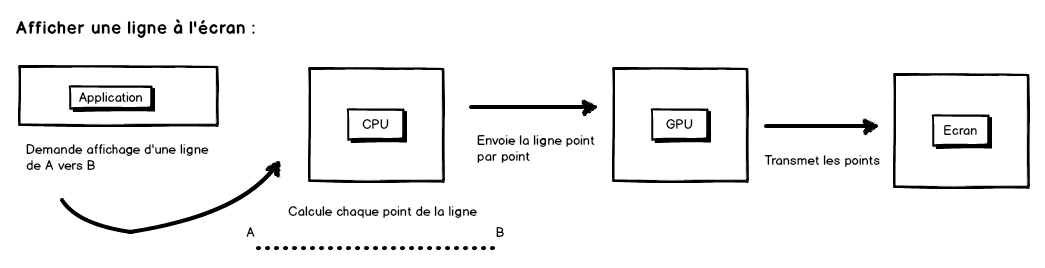 Afficher une ligne à l'écran :
Application
Demande affichage d'une ligne
de A vers B
CPU
Calcule chaque point de la ligne
A
B
Envoie la ligne point
par point
GPU
Transmet les points
Ecran